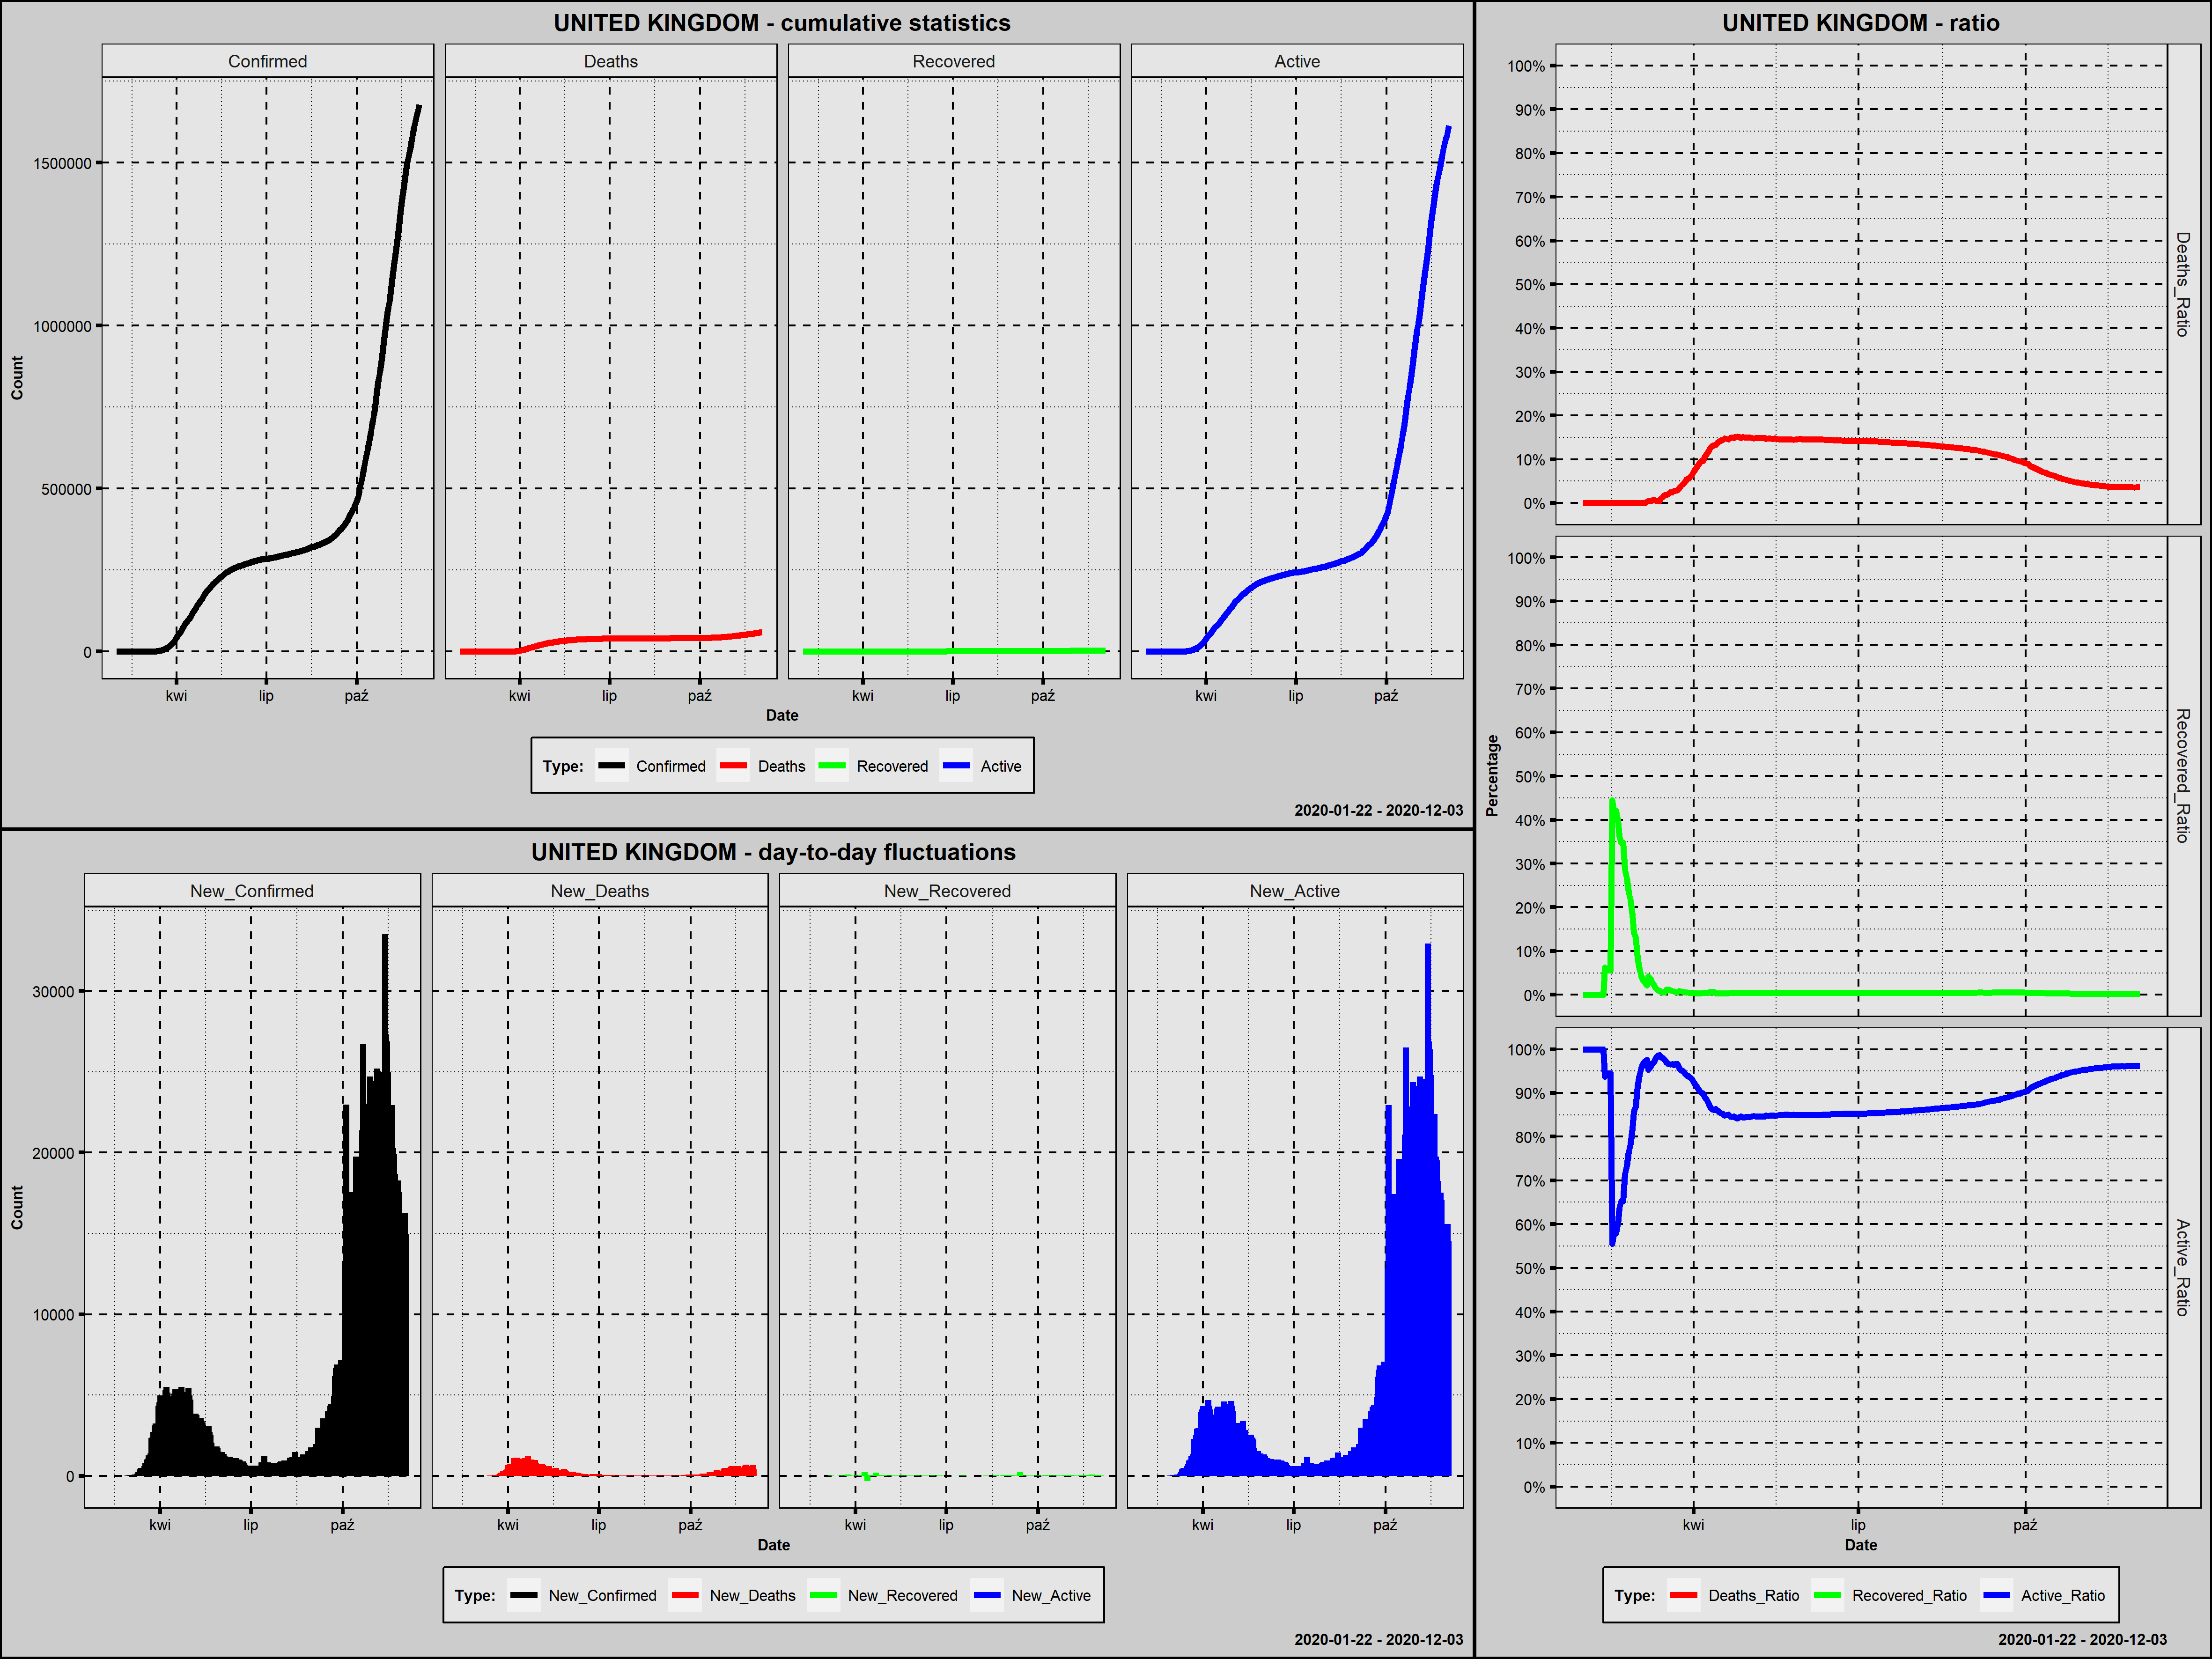 UNITED KINGDOM - cumulative statistics
Confirmed Deaths Recovered Active
Count
1500000
1000000
500000
0
kwi lip paź kwi lip paź kwi lip paź kwi lip paź
Date
Type: Confirmed Deaths Recovered Active
2020-01-22 - 2020-12-03
UNITED KINGDOM - day-to-day fluctuations
New_Confirmed New_Deaths New_Recovered New_Active
Count
30000
20000
10000
0
kwi lip paź kwi lip paź kwi lip paź kwi lip paź
Date
Type: New_Confirmed New_Deaths New_Recovered New_Active
2020-01-22 - 2020-12-03
UNITED KINGDOM - ratio
Percentage
100%
90%
80%
70%
60%
50%
40%
30%
20%
10%
0%
Deaths_Ratio
100%
90%
80%
70%
60%
50%
40%
30%
20%
10%
0%
Recovered_Ratio
100%
90%
80%
70%
60%
50%
40%
30%
20%
10%
0%
Active_Ratio
kwi lip paź
Date
Type: Deaths_Ratio Recovered_Ratio Active_Ratio
2020-01-22 - 2020-12-03